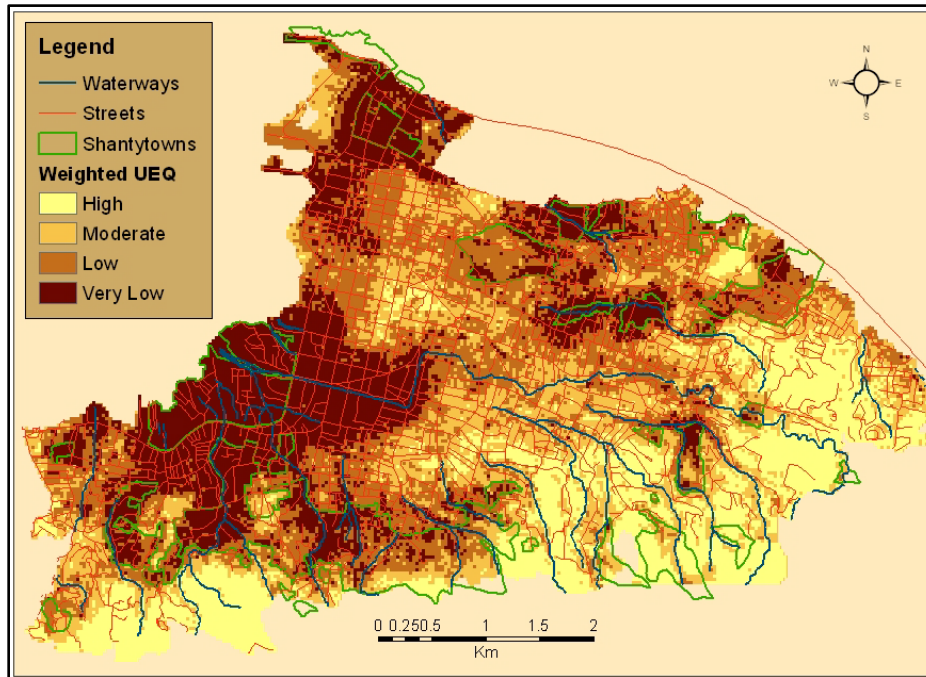 Legend
Waterways
Streets
Shantytowns
Weighted UEQ
High
Moderate
Low
Very Low
N
W E
S
0 0.250.5 1 1.5 2
Km